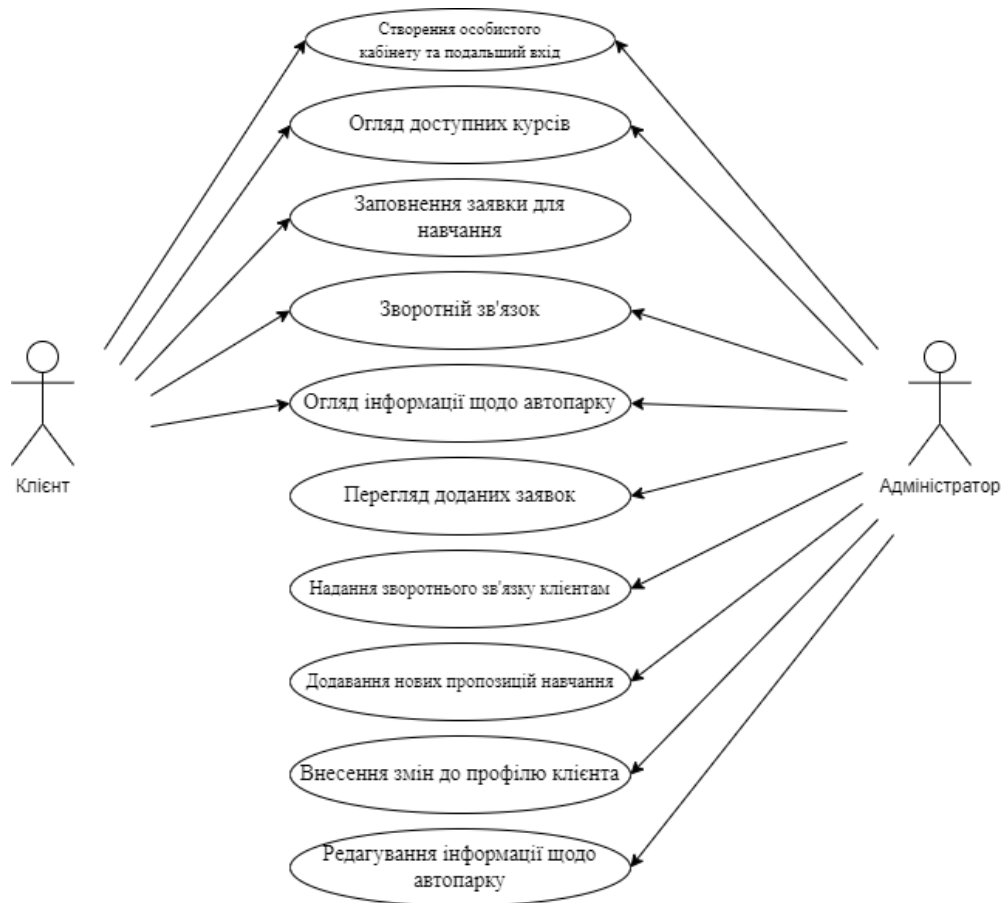 Створення особистого
кабінету та подальший вхід
Огляд доступних курсів
Заповнення заявки для
навчання
Зворотній зв'язок
Огляд інформації щодо автопарку
Клієнт
Адміністратор
Перегляд доданих заявок
Надання зворотнього зв'язку клієнтам
Додавання нових пропозицій навчання
Внесення змін до профілю клієнта
Редагування інформації щодо
автопарку